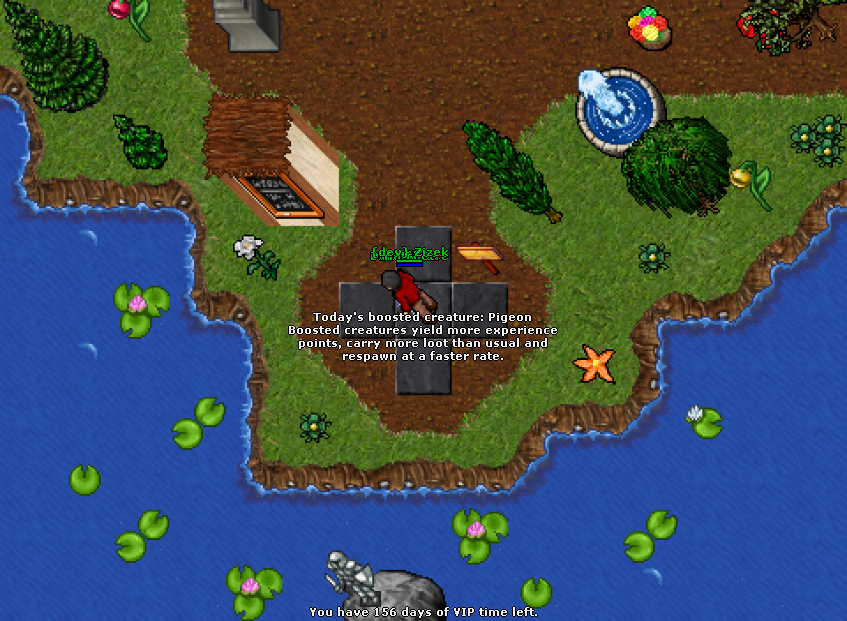 {dev} Zizek
Today's boosted creature: Pigeon
Boosted creatures yield more experience
points, carry more loot than usual and
respawn at a faster rate.
You have 156 days of VIP time left.